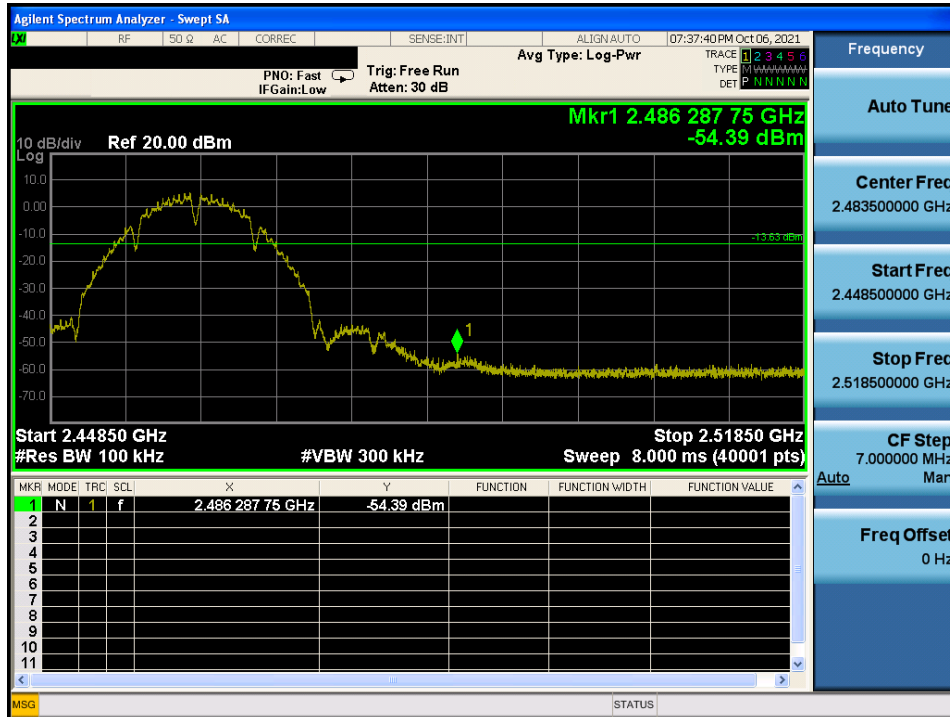 Agilent Spectrum Analyzer - Swept SA
LXI RF 50 Ω AC CORREC SENSE:INT ALIGN AUTO 07:37:40 PM Oct 06, 2021
PNO: Fast
IFGain:Low
Trig: Free Run
Atten: 30 dB
Avg Type: Log-Pwr
TRACE 1 2 3 4 5 6
TYPE M WWWWW
DET P N N N N N
Mkr1 2.486 287 75 GHz
-54.39 dBm
10 dB/div Ref 20.00 dBm
Log
10.0
0.00
-10.0
-13.63 dBm
-20.0
-30.0
-40.0
1
-50.0
-60.0
-70.0
Start 2.44850 GHz Stop 2.51850 GHz
#Res BW 100 kHz #VBW 300 kHz Sweep 8.000 ms (40001 pts)
MKR MODE TRC SCL X Y FUNCTION FUNCTION WIDTH FUNCTION VALUE
1 N 1 f 2.486 287 75 GHz -54.39 dBm
2
3
4
5
6
7
8
9
10
11
MSG STATUS
Frequency
Auto Tune
Center Freq
2.483500000 GHz
Start Freq
2.448500000 GHz
Stop Freq
2.518500000 GHz
CF Step
7.000000 MHz
Auto Man
Freq Offset
0 Hz